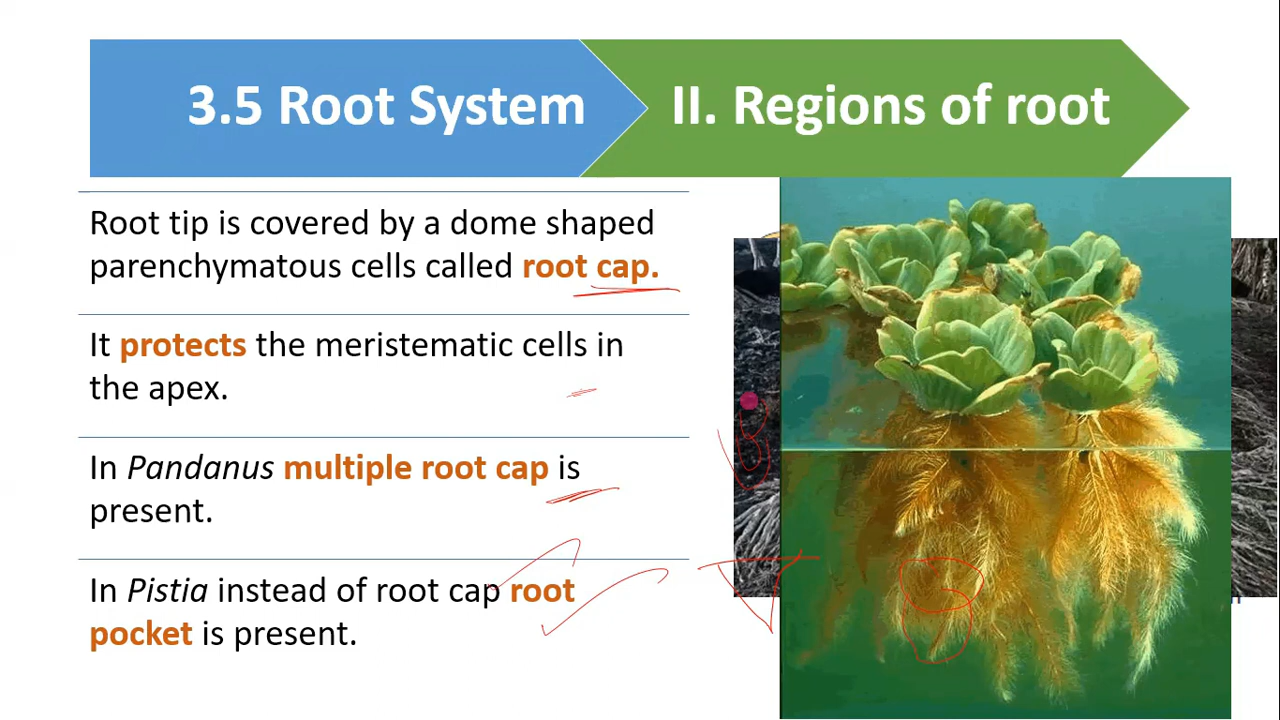 3.5 Root System
II. Regions of root
Root tip is covered by a dome shaped
parenchymatous cells called root cap.
It protects the meristematic cells in
the apex.
In Pandanus multiple root cap is
present.
In Pistia instead of root cap root
pocket is present.